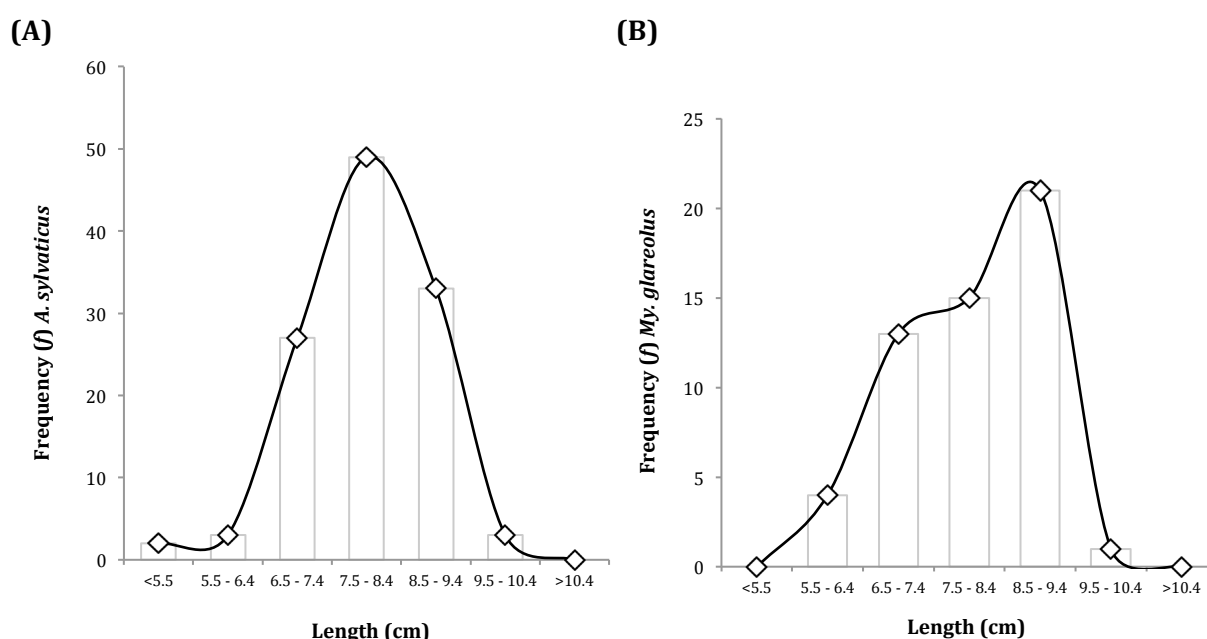 (A)
60
50
40
30
20
10
0
Frequency (f) A. sylvaticus
<5.5 5.5 - 6.4 6.5 - 7.4 7.5 - 8.4 8.5 - 9.4 9.5 - 10.4 >10.4
Length (cm)
(B)
25
20
15
10
5
0
Frequency (f) My. glareolus
<5.5 5.5 - 6.4 6.5 - 7.4 7.5 - 8.4 8.5 - 9.4 9.5 - 10.4 >10.4
Length (cm)